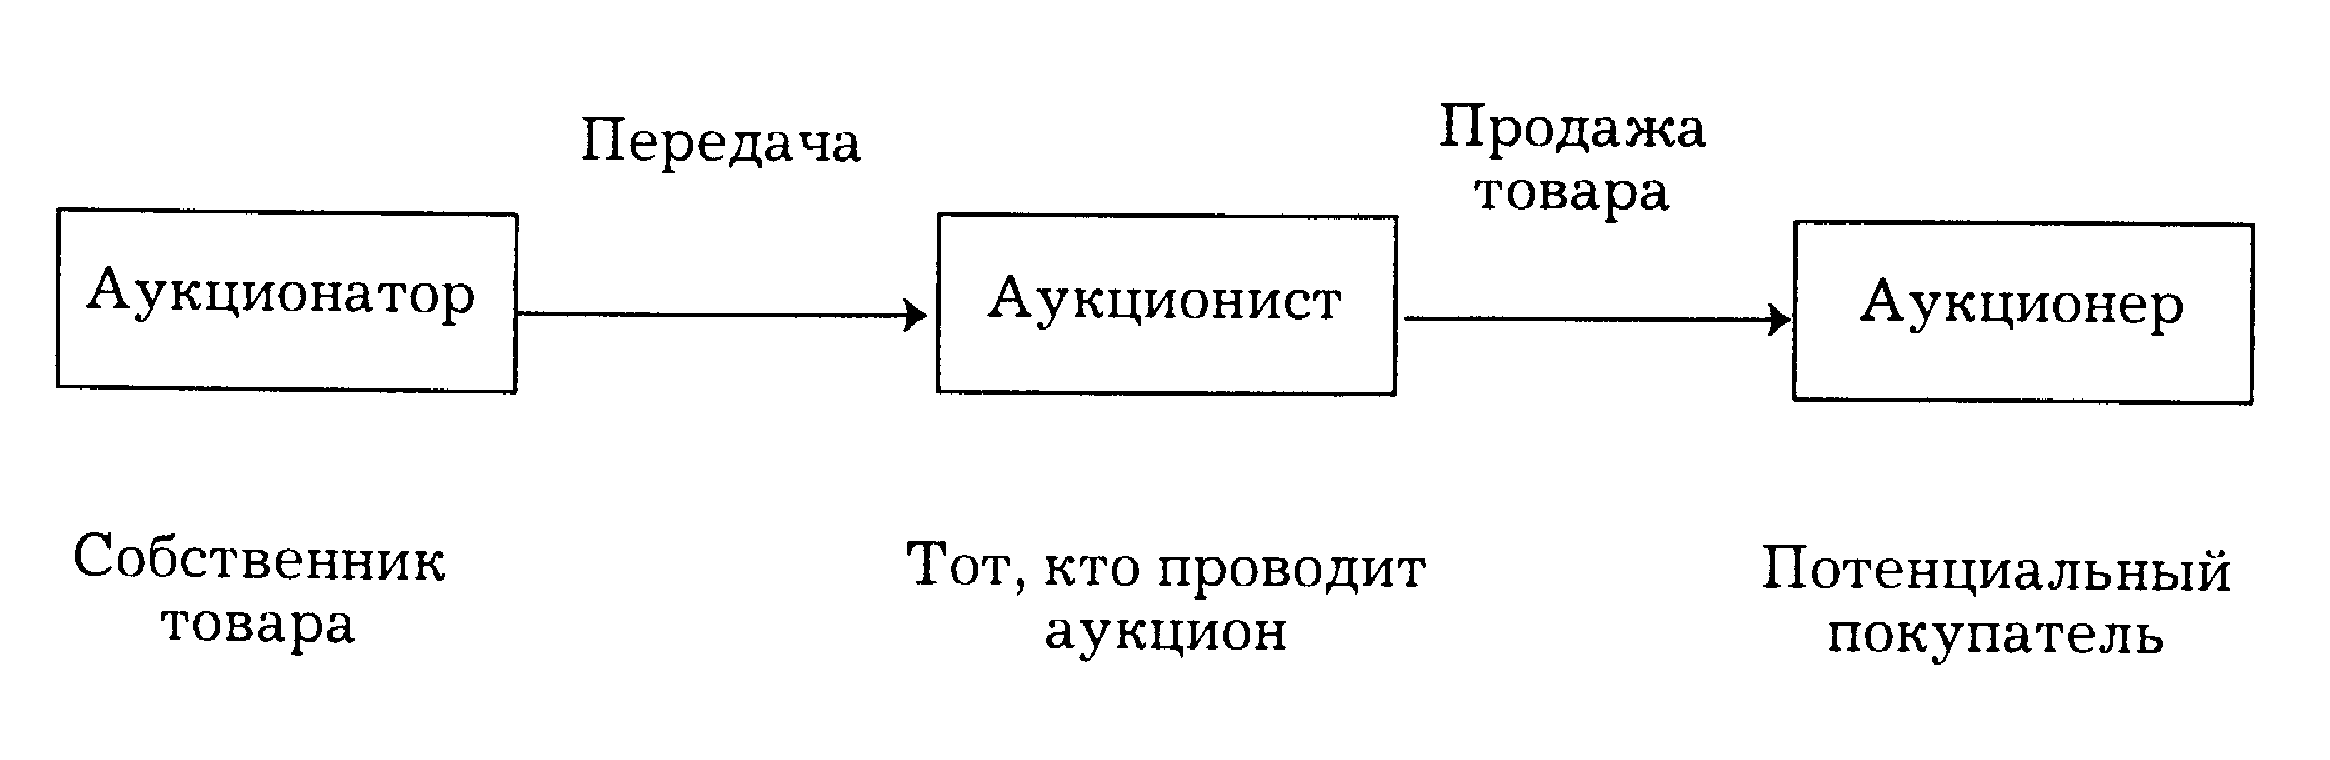 Передача
Продажа
товара
Аукционатор
Аукционист
Аукционер
Собственник
товара
Тот, кто проводит
аукцион
Потенциальный
покупатель